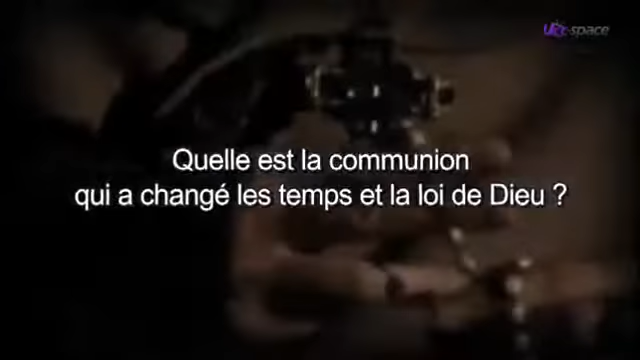 Quelle est la communion
qui a changé les temps et la loi de Dieu ?